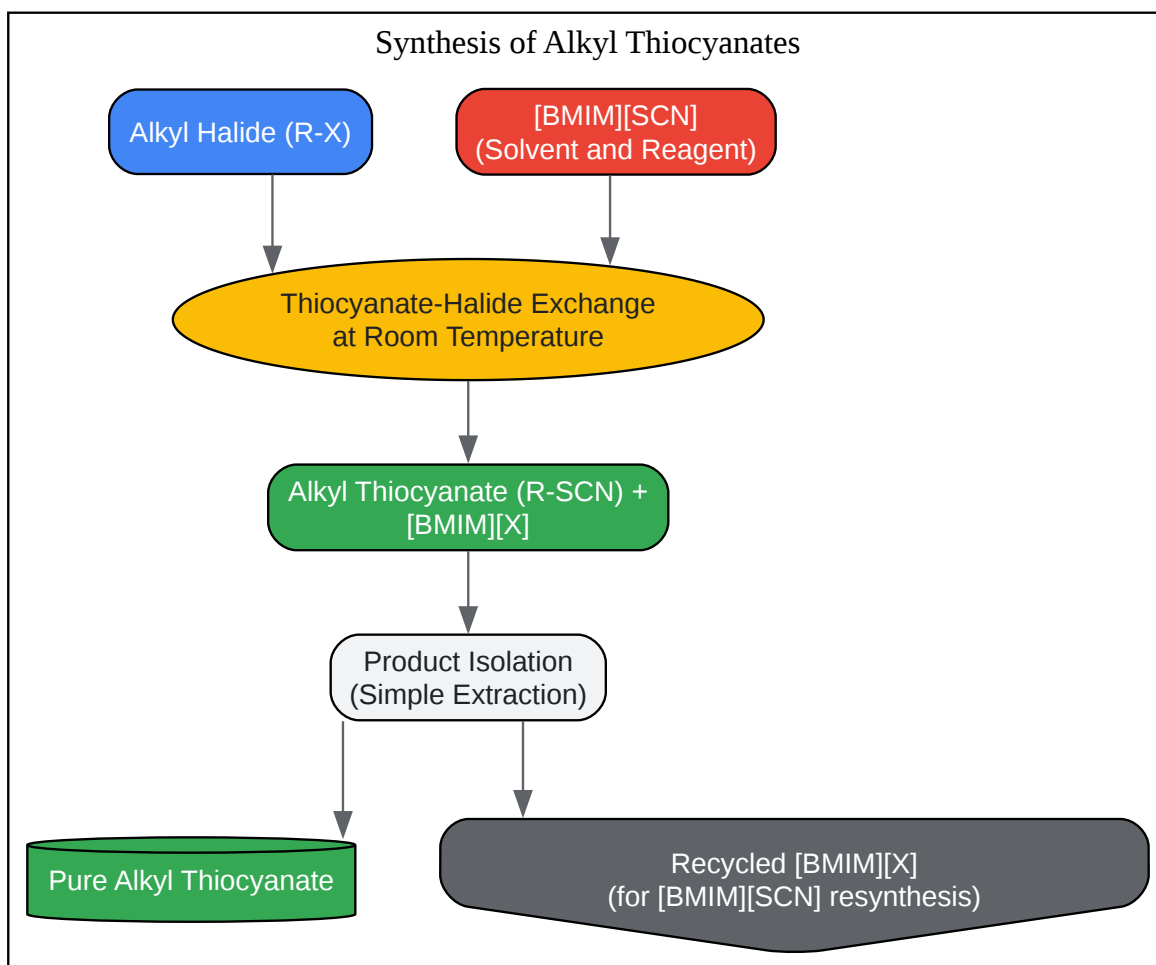 Synthesis of Alkyl Thiocyanates
Alkyl Halide (R-X)
[BMIM][SCN]
(Solvent and Reagent)
Thiocyanate-Halide Exchange
at Room Temperature
Alkyl Thiocyanate (R-SCN) +
[BMIM][X]
Product Isolation
(Simple Extraction)
Pure Alkyl Thiocyanate
Recycled [BMIM][X]
(for [BMIM][SCN] resynthesis)